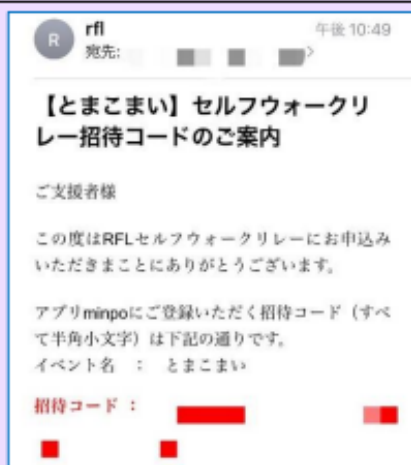 R
rfl
午後 10:49
宛先:
【とまこまい】セルフウォークリ
レー招待コードのご案内
ご支援者様
この度はRFLセルフウォークリレーにお申込み
いただきまことにありがとうございます。
アプリminpoにご登録いただく招待コード（すべ
て半角小文字）は下記の通りです。
イベント名 ： とまこまい
招待コード ：